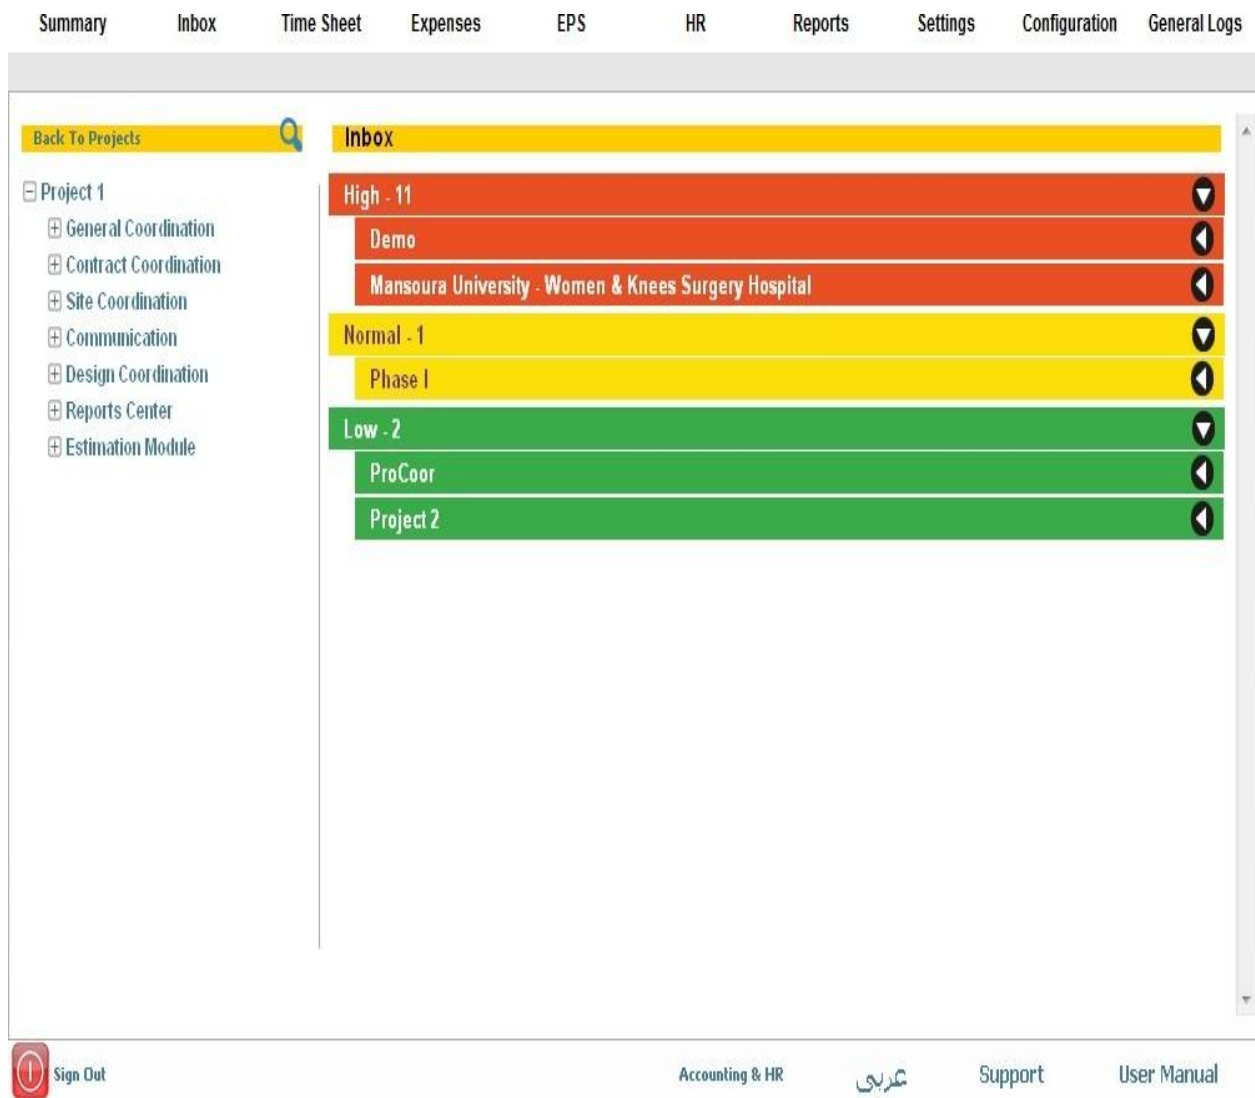 Summary Inbox Time Sheet Expenses EPS HR Reports Settings Configuration General Logs
Back To Projects
Project 1
General Coordination
Contract Coordination
Site Coordination
Communication
Design Coordination
Reports Center
Estimation Module
Inbox
High - 11
Demo
Mansoura University - Women & Knees Surgery Hospital
Normal - 1
Phase I
Low - 2
ProCoor
Project 2
Sign Out Accounting & HR عربى Support User Manual